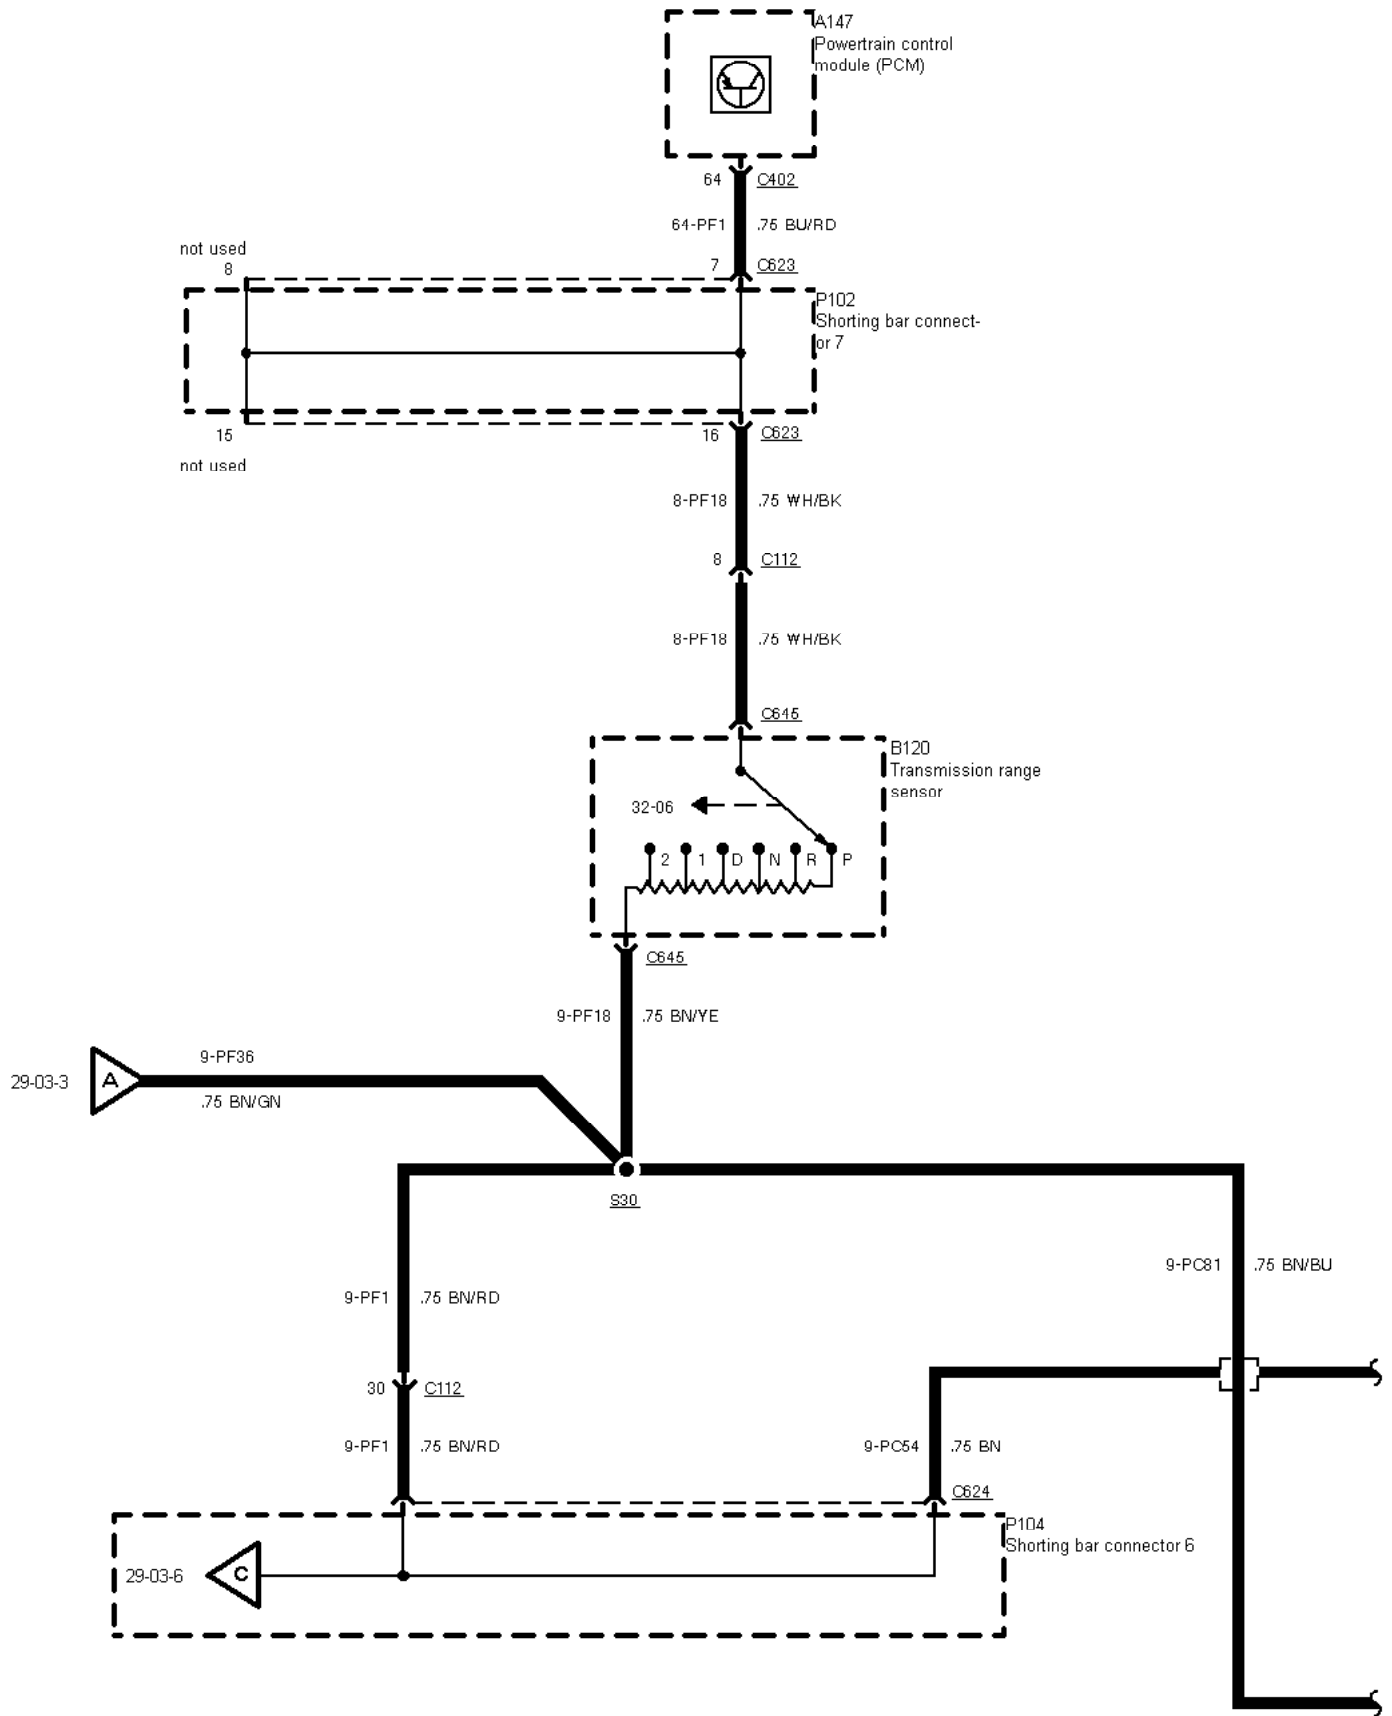 A147
Powertrain control
module (PCM)
64 C402
64-PF1 .75 BU/RD
not used
8 7 C623
P102
Shorting bar connect-
or 7
15 16 C623
not used
8-PF18 .75 WH/BK
8 C112
8-PF18 .75 WH/BK
C645
B120
Transmission range
sensor
32-06
2 1 D N R P
C645
9-PF18 .75 BN/YE
9-PF36
29-03-3 A
.75 BN/GN
S30
9-PC81 .75 BN/BU
9-PF1 .75 BN/RD
30 C112
9-PF1 .75 BN/RD 9-PC54 .75 BN
C624
P104
Shorting bar connector 6
29-03-6 C